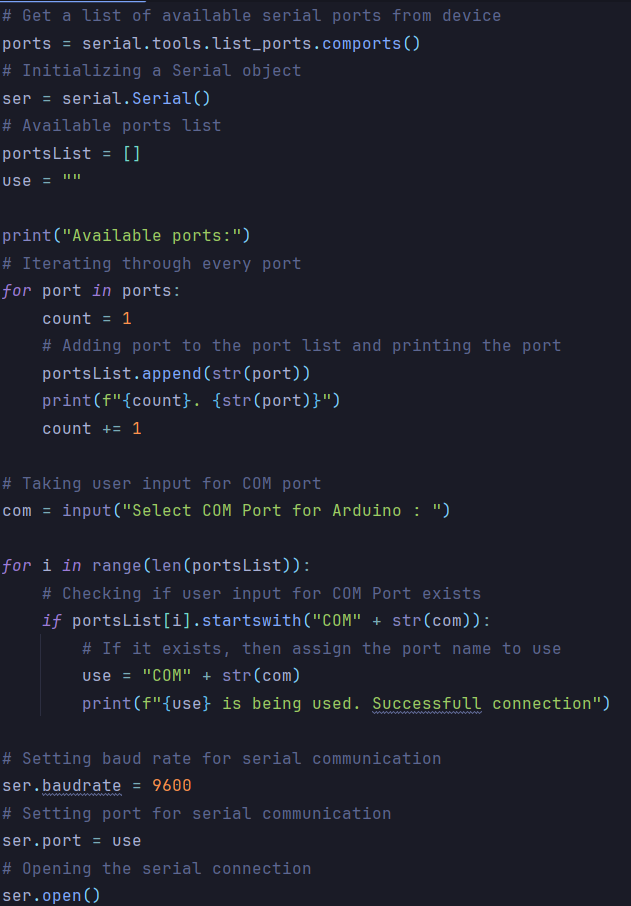 # Get a list of available serial ports from device
ports = serial.tools.list_ports.comports()
# Initializing a Serial object
ser = serial.Serial()
# Available ports list
portsList = []
use = ""

print("Available ports:")
# Iterating through every port
for port in ports:
    count = 1
    # Adding port to the port list and printing the port
    portsList.append(str(port))
    print(f"{count}. {str(port)}")
    count += 1

# Taking user input for COM port
com = input("Select COM Port for Arduino : ")

for i in range(len(portsList)):
    # Checking if user input for COM Port exists
    if portsList[i].startswith("COM" + str(com)):
        # If it exists, then assign the port name to use
        use = "COM" + str(com)
        print(f"{use} is being used. Successfull connection")

# Setting baud rate for serial communication
ser.baudrate = 9600
# Setting port for serial communication
ser.port = use
# Opening the serial connection
ser.open()